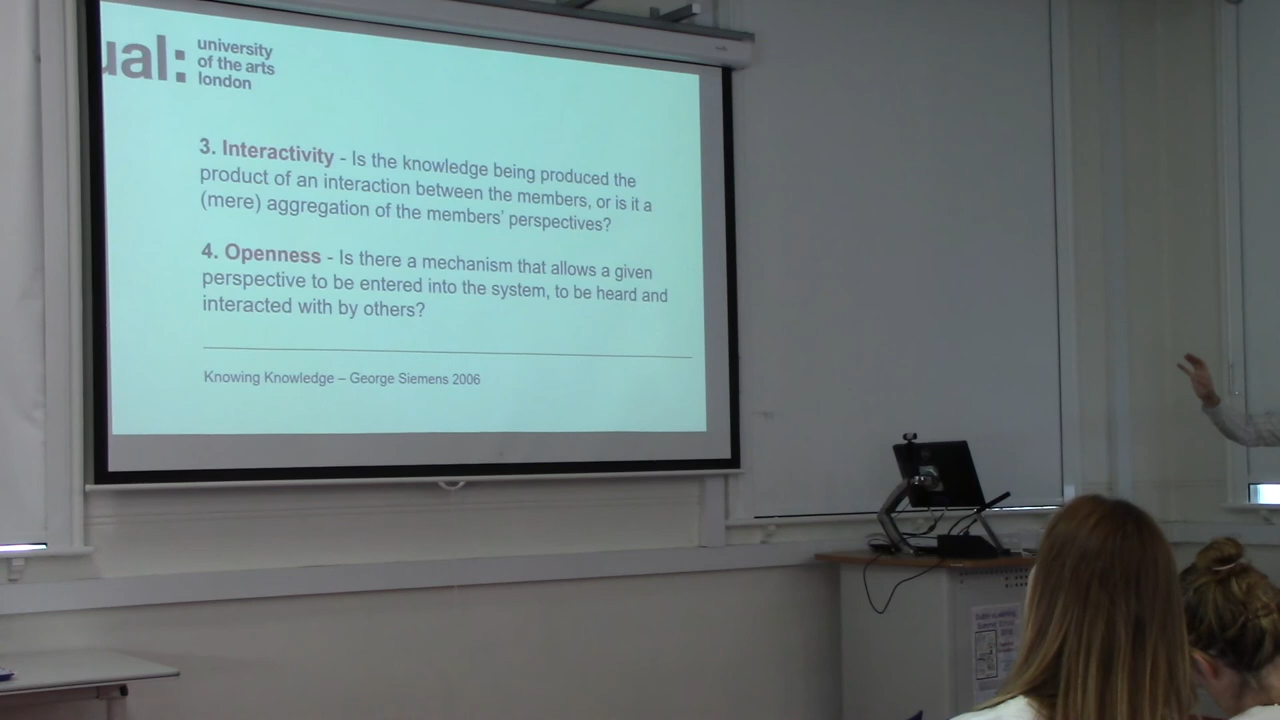 ual:
university
of the arts
london
3. Interactivity - Is the knowledge being produced the
product of an interaction between the members, or is it a
(mere) aggregation of the members' perspectives?
4. Openness - Is there a mechanism that allows a given
perspective to be entered into the system, to be heard and
interacted with by others?
Knowing Knowledge – George Siemens 2006